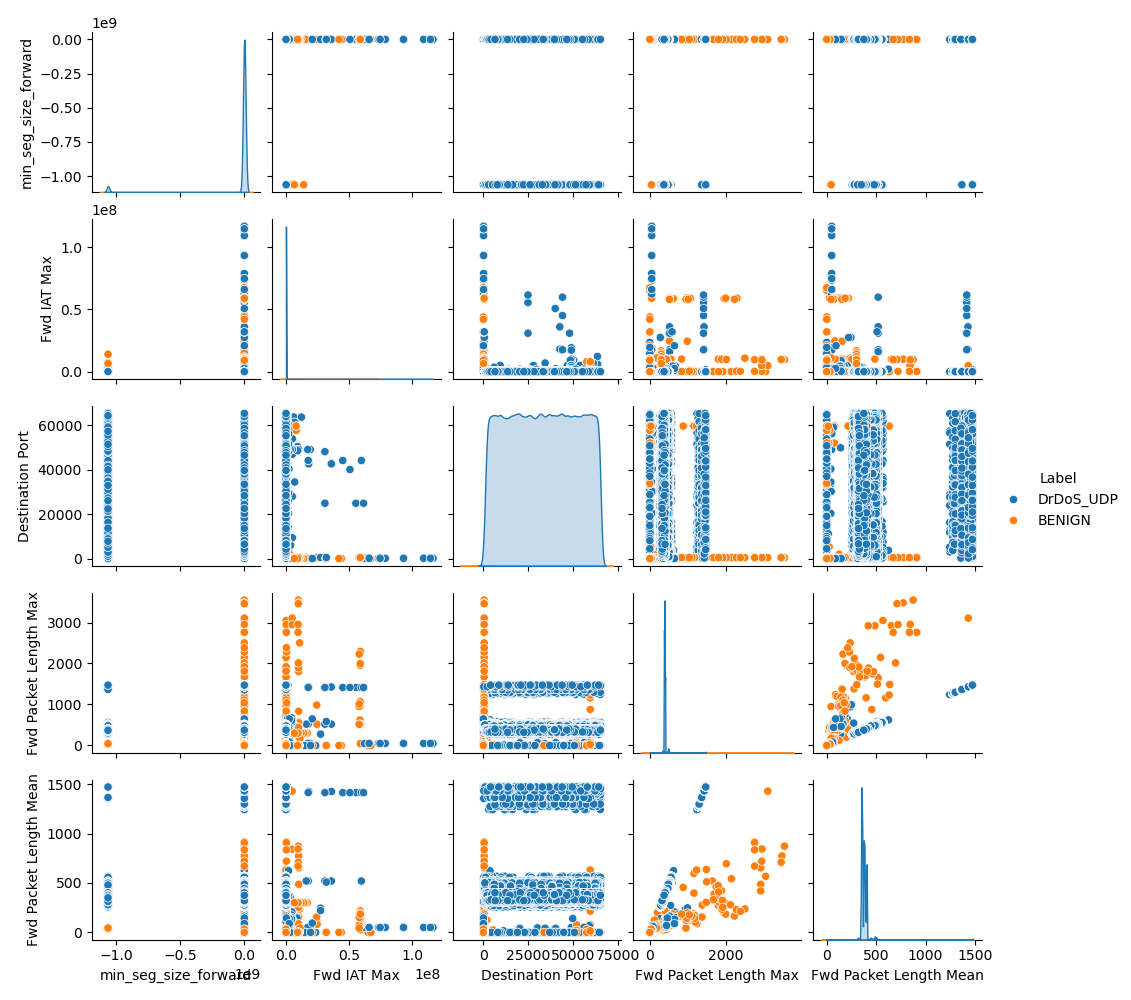 1e9
0.00
−0.25
−0.50
−0.75
−1.00
min_seg_size_forward
1e8
1.0
0.5
0.0
Fwd IAT Max
60000
40000
20000
0
Destination Port
Label
DrDoS_UDP
BENIGN
3000
2000
1000
0
Fwd Packet Length Max
1500
1000
500
0
Fwd Packet Length Mean
−1.0 −0.5 0.0
min_seg_size_forward
1e9
0.0 0.5 1.0
Fwd IAT Max
1e8
0 25000 50000 75000
Destination Port
0 2000
Fwd Packet Length Max
0 500 1000 1500
Fwd Packet Length Mean